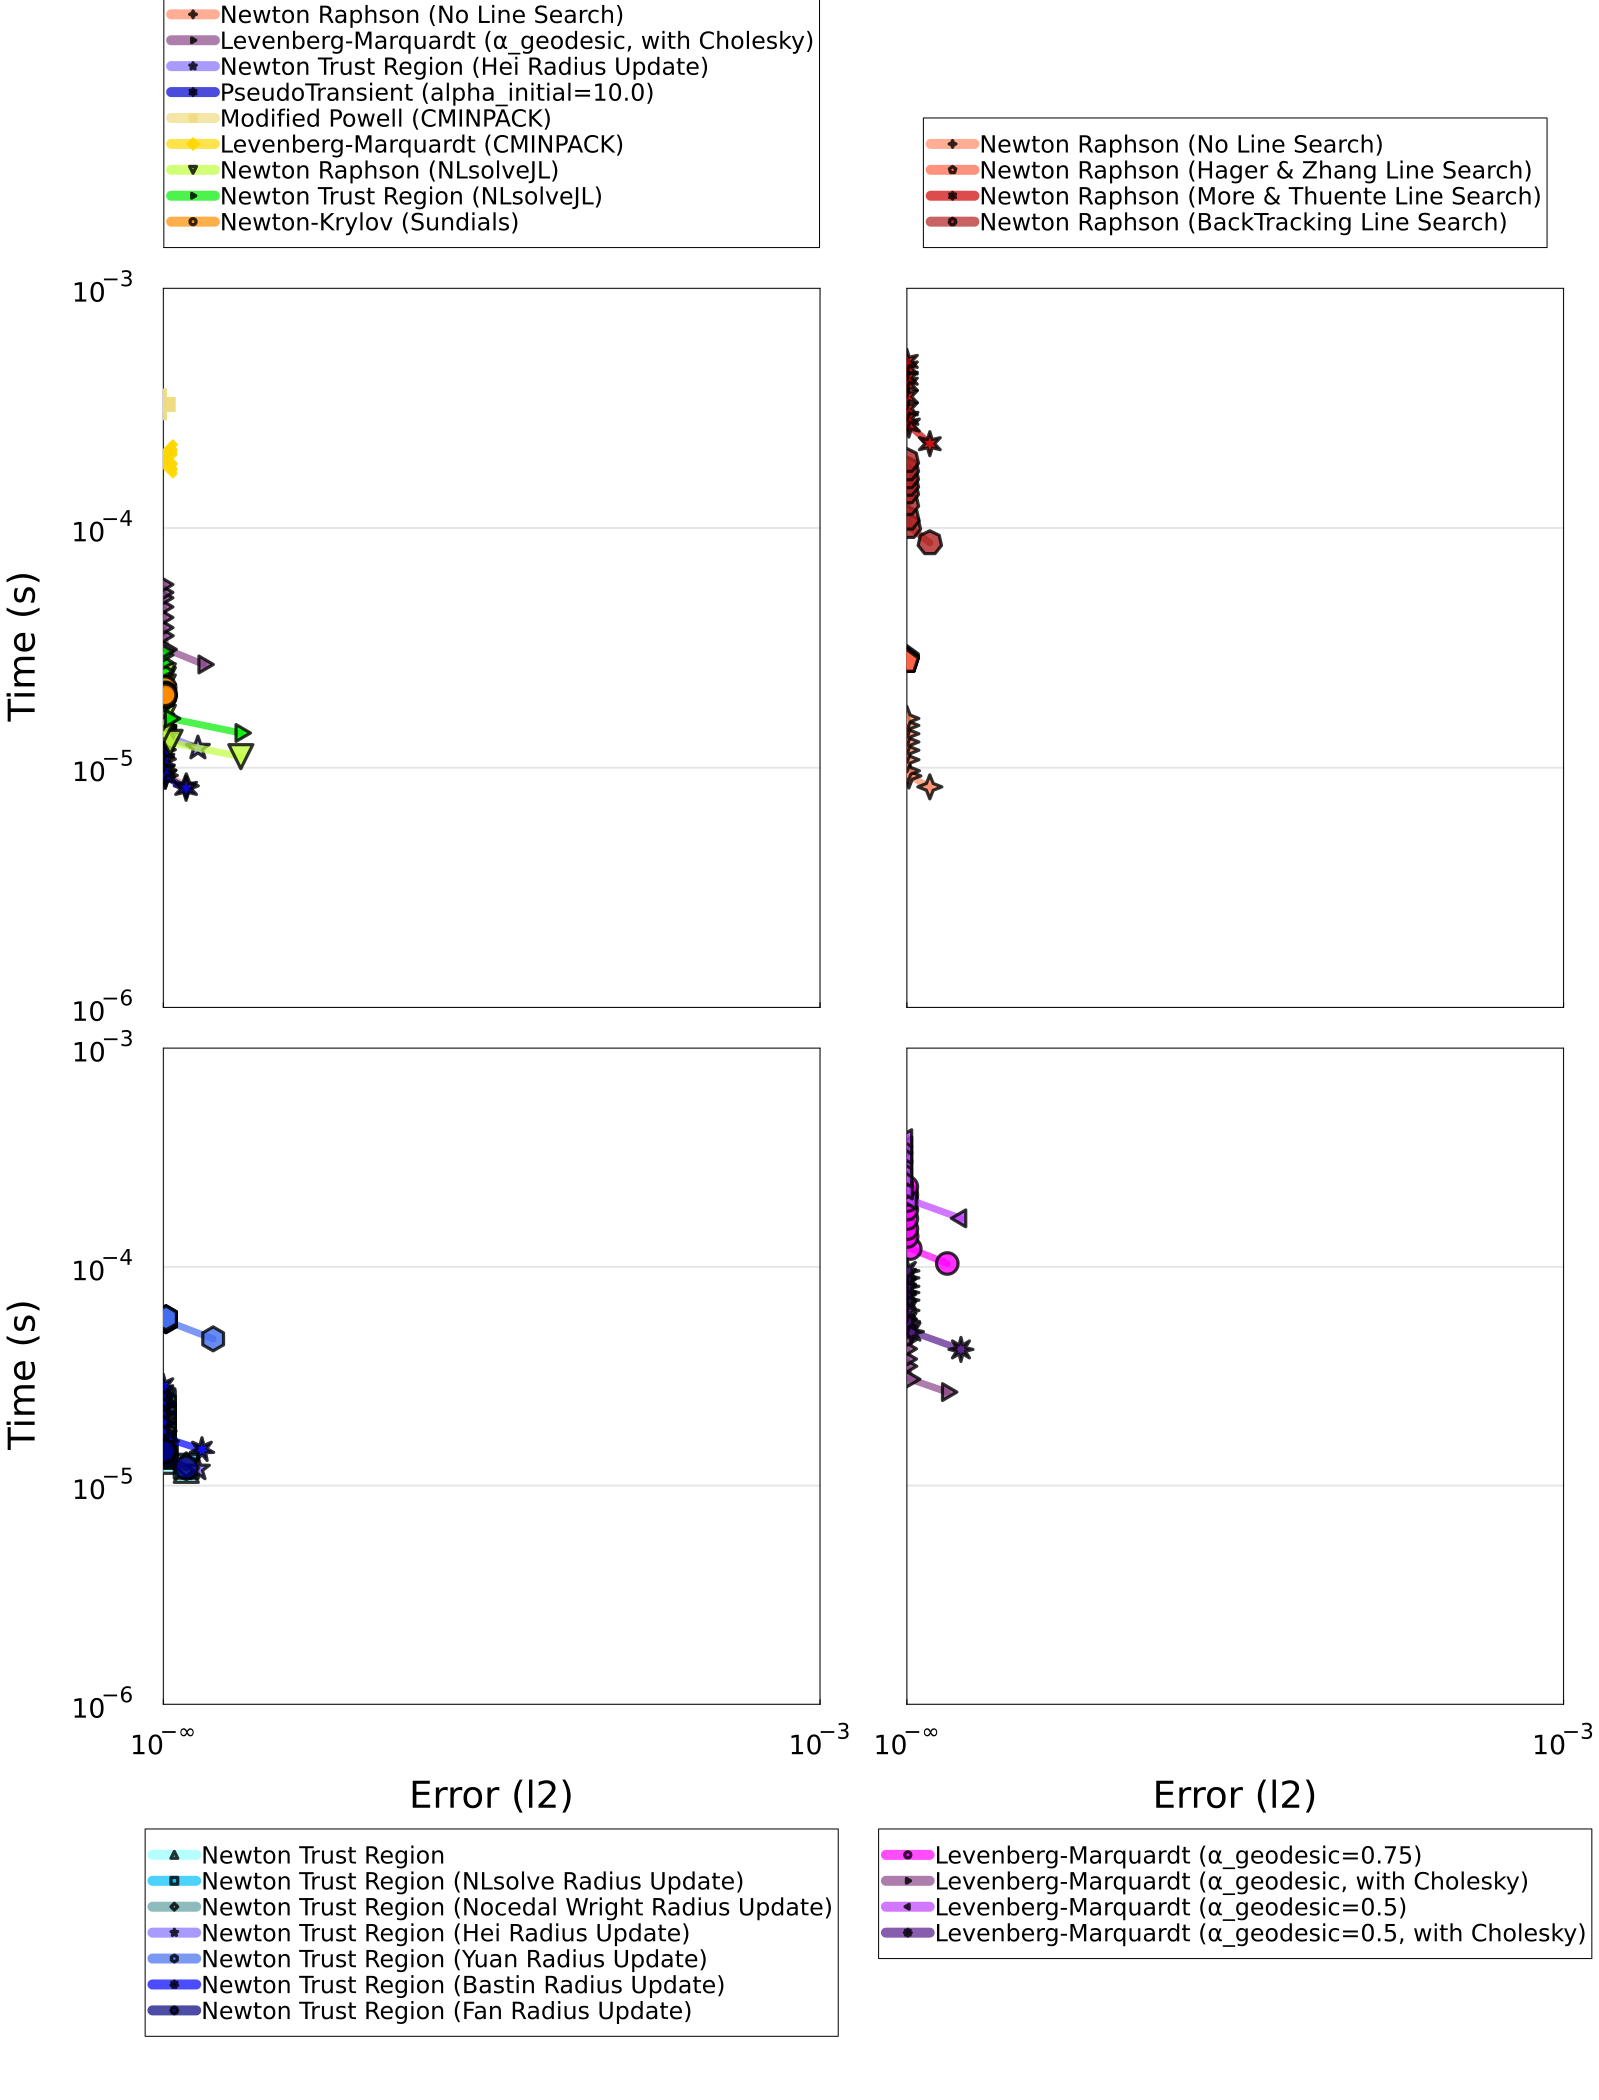 Newton Raphson (No Line Search)
Levenberg-Marquardt (α_geodesic, with Cholesky)
Newton Trust Region (Hei Radius Update)
PseudoTransient (alpha_initial=10.0)
Modified Powell (CMINPACK)
Levenberg-Marquardt (CMINPACK)
Newton Raphson (NLsolveJL)
Newton Trust Region (NLsolveJL)
Newton-Krylov (Sundials)
Newton Raphson (No Line Search)
Newton Raphson (Hager & Zhang Line Search)
Newton Raphson (More & Thuente Line Search)
Newton Raphson (BackTracking Line Search)
10⁻³
10⁻⁴
10⁻⁵
10⁻⁶
Time (s)
10⁻³
10⁻⁴
10⁻⁵
10⁻⁶
Time (s)
10^−∞
10⁻³
10^−∞
10⁻³
Error (l2)
Error (l2)
Newton Trust Region
Newton Trust Region (NLsolve Radius Update)
Newton Trust Region (Nocedal Wright Radius Update)
Newton Trust Region (Hei Radius Update)
Newton Trust Region (Yuan Radius Update)
Newton Trust Region (Bastin Radius Update)
Newton Trust Region (Fan Radius Update)
Levenberg-Marquardt (α_geodesic=0.75)
Levenberg-Marquardt (α_geodesic, with Cholesky)
Levenberg-Marquardt (α_geodesic=0.5)
Levenberg-Marquardt (α_geodesic=0.5, with Cholesky)